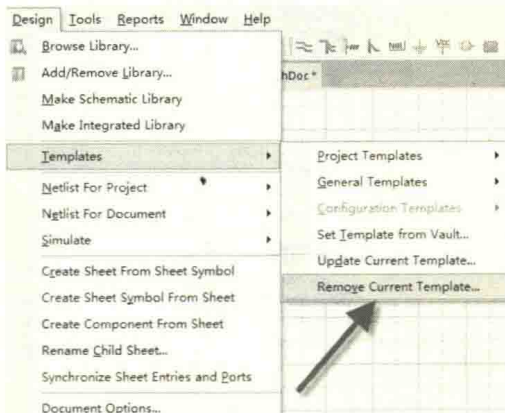 Design Tools Reports Window Help
Browse Library...
Add/Remove Library...
Make Schematic Library
Make Integrated Library
Templates
Netlist For Project
Netlist For Document
Simulate
Create Sheet From Sheet Symbol
Create Sheet Symbol From Sheet
Create Component From Sheet
Rename Child Sheet...
Synchronize Sheet Entries and Ports
Document Options...
hDoc *
Project Templates
General Templates
Configuration Templates
Set Template from Vault...
Update Current Template...
Remove Current Template...